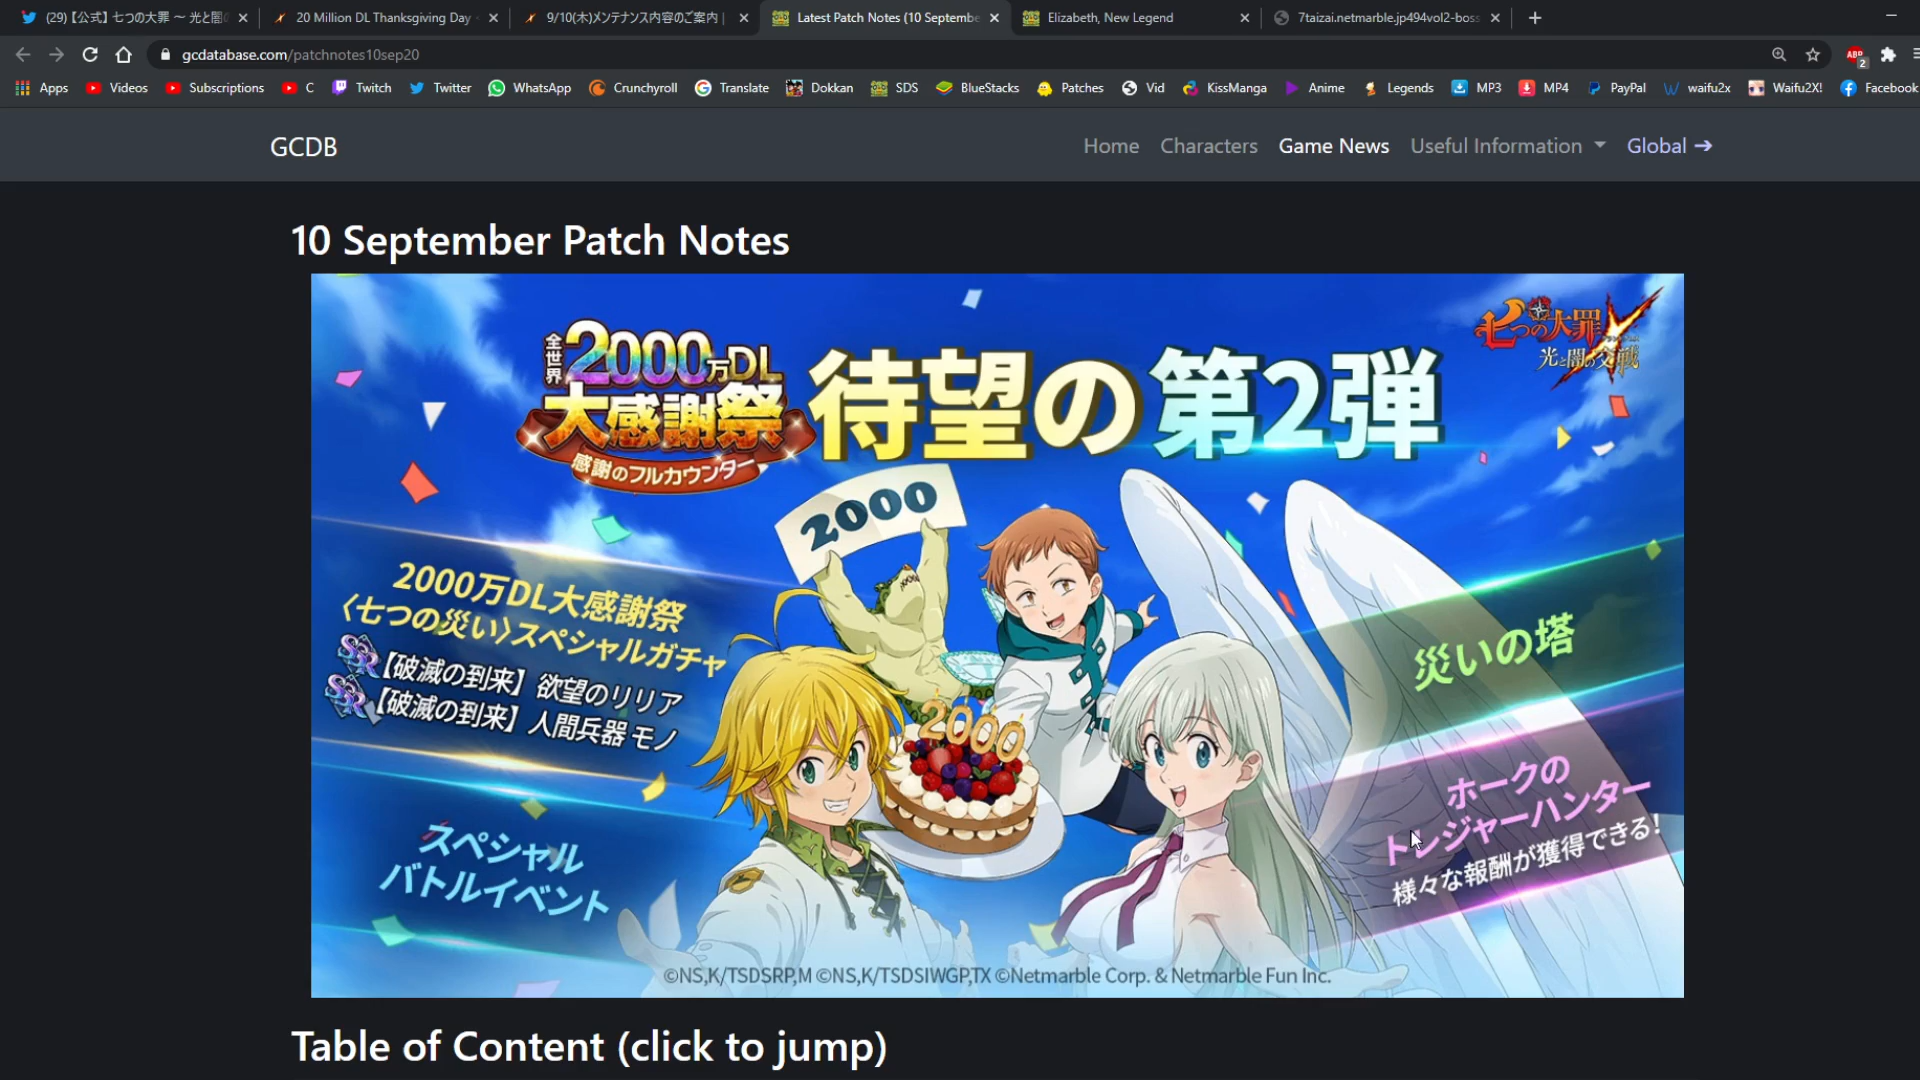 (29)【公式】七つの大罪 ～ 光と闇の
20 Million DL Thanksgiving Day
9/10(木)メンテナンス内容のご案内 |
Latest Patch Notes (10 Septembe
Elizabeth, New Legend
7taizai.netmarble.jp494vol2-boss
gcdatabase.com/patchnotes10sep20
ABP
2
Apps
Videos
Subscriptions
C
Twitch
Twitter
WhatsApp
Crunchyroll
Translate
Dokkan
SDS
BlueStacks
Patches
Vid
KissManga
Anime
Legends
MP3
MP4
PayPal
waifu2x
Waifu2X!
Facebook
GCDB
Home
Characters
Game News
Useful Information
Global →
10 September Patch Notes
全世界2000万DL
大感謝祭
感謝のフルカウンター
待望の第2弾
七つの大罪
光と闇の交戦
2000
2000万DL大感謝祭
〈七つの災い〉スペシャルガチャ
SSR【破滅の到来】欲望のリリア
SSR【破滅の到来】人間兵器 モノ
2000
災いの塔
スペシャル
バトルイベント
ホークの
トレジャーハンター
様々な報酬が獲得できる!
©NS,K/TSDSRP,M ©NS,K/TSDSIWGP,TX ©Netmarble Corp. & Netmarble Fun Inc.
Table of Content (click to jump)